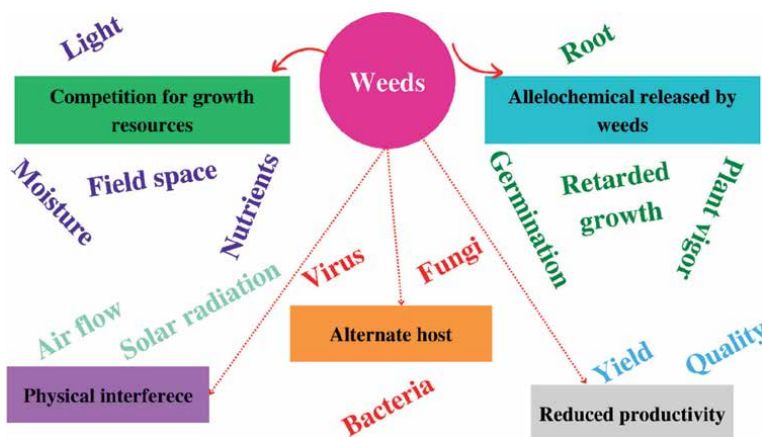 Light
Weeds
Root
Competition for growth
resources
Allelochemical released by
weeds
Moisture
Field space
Nutrients
Germination
Retarded
growth
Plant vigor
Air flow
Solar radiation
Virus
Fungi
Alternate host
Bacteria
Physical interferece
Yield
Quality
Reduced productivity